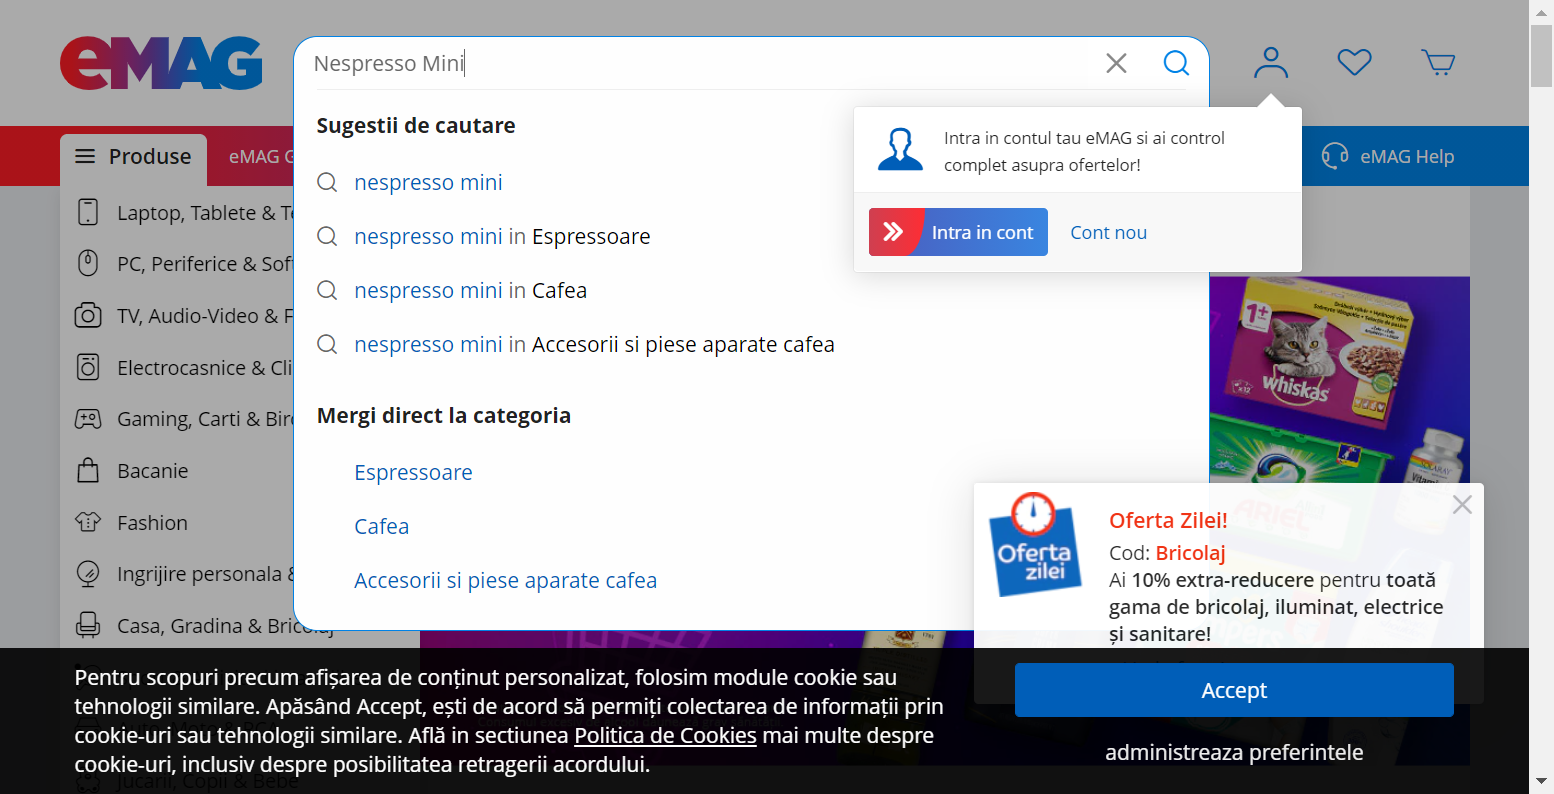 eMAG
Nespresso Mini
Produse
eMAG G
eMAG Help
Sugestii de cautare
nespresso mini
nespresso mini in Espressoare
nespresso mini in Cafea
nespresso mini in Accesorii si piese aparate cafea
Mergi direct la categoria
Espressoare
Cafea
Accesorii si piese aparate cafea
Intra in contul tau eMAG si ai control
complet asupra ofertelor!
Intra in cont
Cont nou
Laptop, Tablete & Te
PC, Periferice & Soft
TV, Audio-Video & F
Electrocasnice & Cli
Gaming, Carti & Biro
Bacanie
Fashion
Ingrijire personala &
Casa, Gradina & Bricolaj
1+
whiskas
SOLARAY
ARIEL
Oferta
zilei
Oferta Zilei!
Cod: Bricolaj
Ai 10% extra-reducere pentru toată
gama de bricolaj, iluminat, electrice
și sanitare!
Pentru scopuri precum afișarea de conținut personalizat, folosim module cookie sau
tehnologii similare. Apăsând Accept, ești de acord să permiți colectarea de informații prin
cookie-uri sau tehnologii similare. Află in sectiunea Politica de Cookies mai multe despre
cookie-uri, inclusiv despre posibilitatea retragerii acordului.
Accept
administreaza preferintele
Jucarii, Copii & Bebe